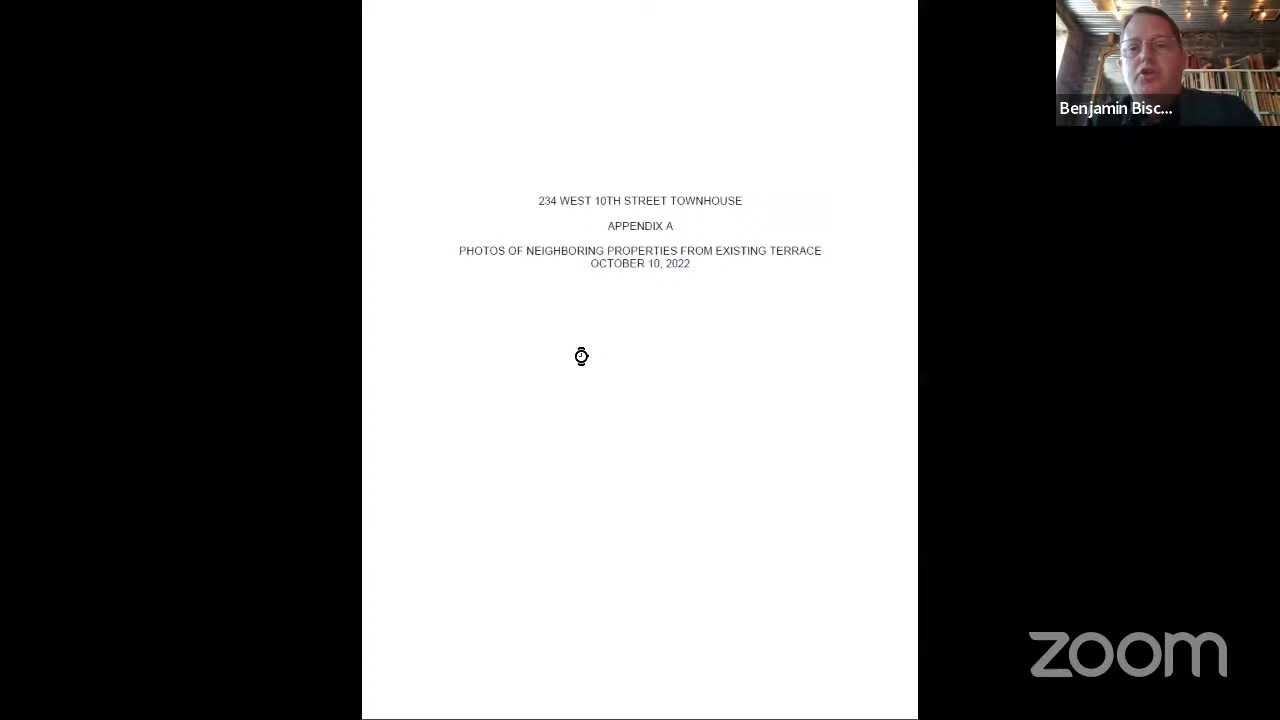 Benjamin Bisc...
234 WEST 10TH STREET TOWNHOUSE
APPENDIX A
PHOTOS OF NEIGHBORING PROPERTIES FROM EXISTING TERRACE
OCTOBER 10, 2022
zoom